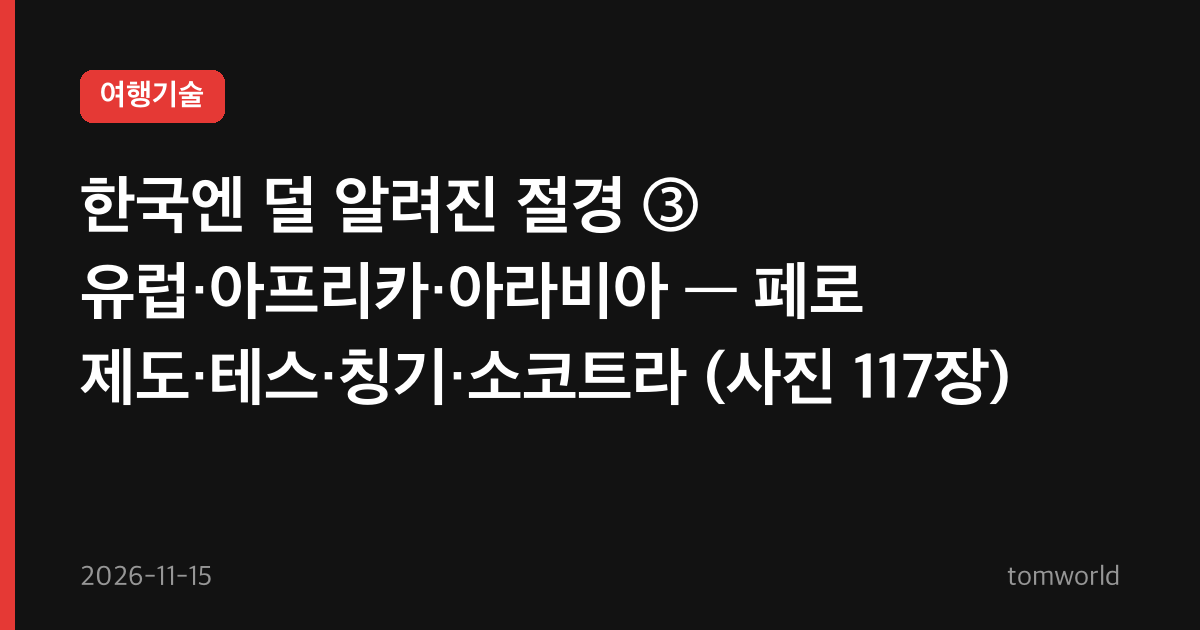 여행기술
한국엔 덜 알려진 절경 ③
유럽·아프리카·아라비아 — 페로
제도·테스·칭기·소코트라 (사진 117장)
2026-11-15
tomworld